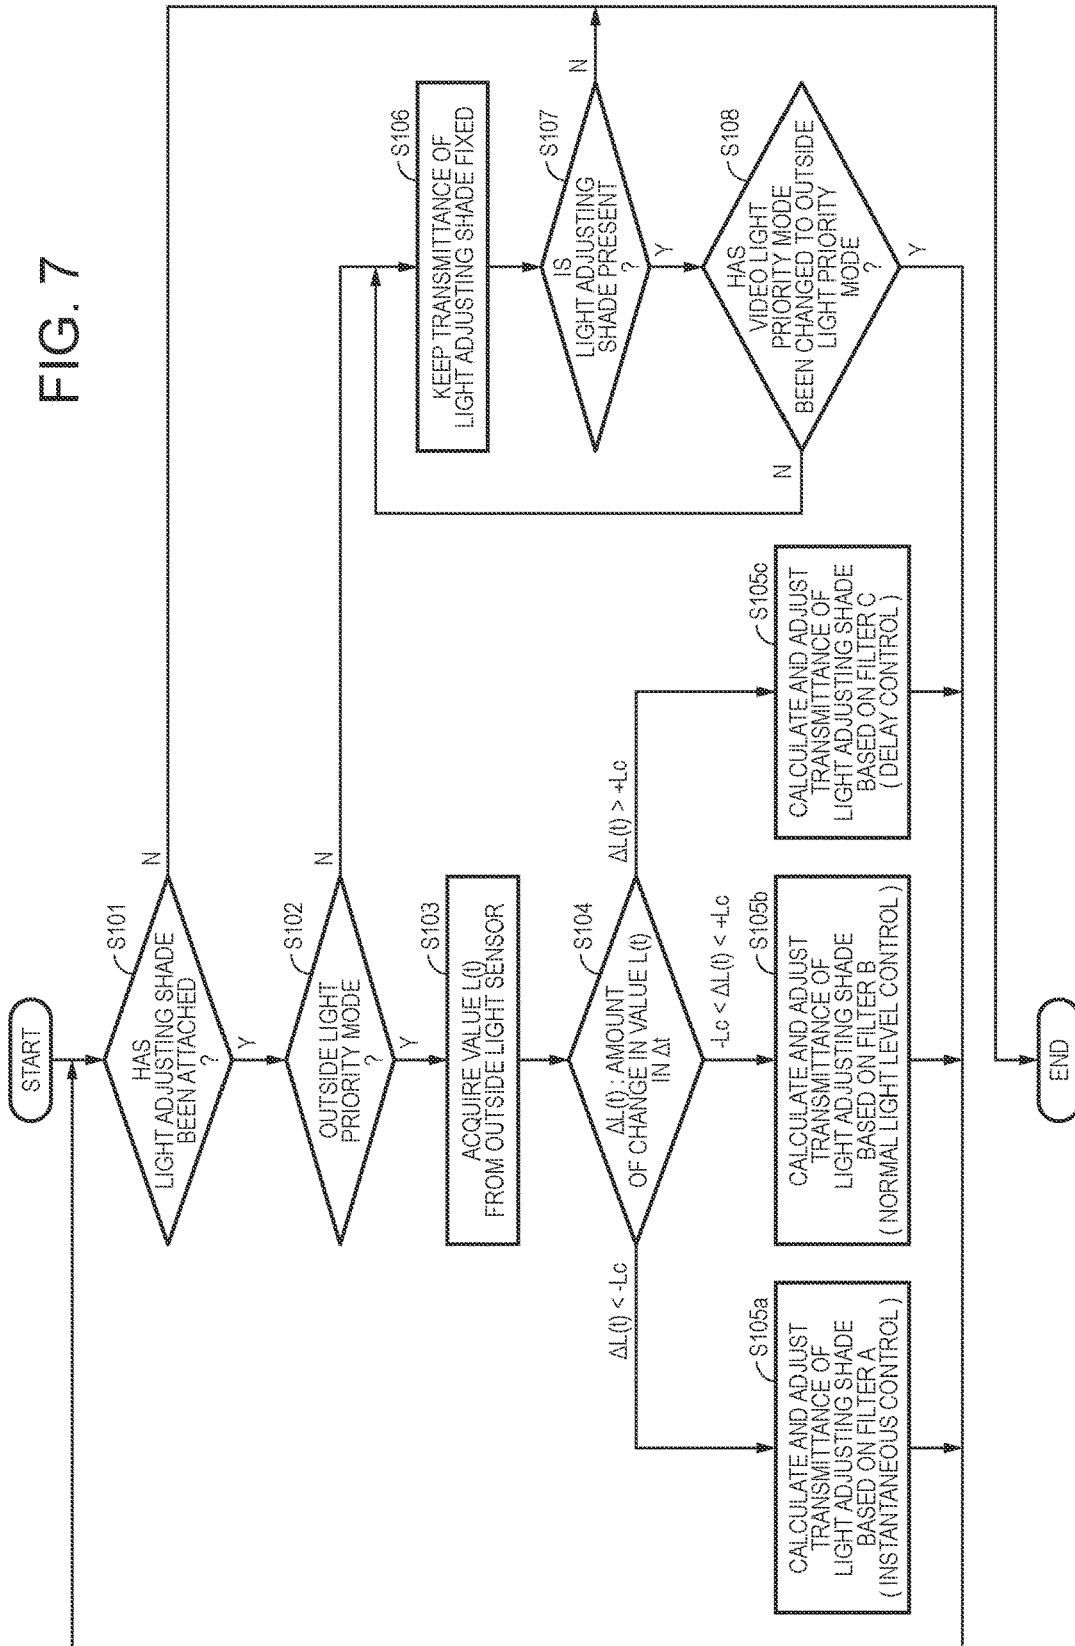 FIG. 7
START
S101
HAS
LIGHT ADJUSTING SHADE
BEEN ATTACHED
?
N
Y
S102
OUTSIDE LIGHT
PRIORITY MODE
?
N
Y
S103
ACQUIRE VALUE L(t)
FROM OUTSIDE LIGHT SENSOR
S104
ΔL(t) : AMOUNT
OF CHANGE IN VALUE L(t)
IN Δt
ΔL(t) < -Lc
-Lc < ΔL(t) < +Lc
ΔL(t) > +Lc
S105a
CALCULATE AND ADJUST
TRANSMITTANCE OF
LIGHT ADJUSTING SHADE
BASED ON FILTER A
( INSTANTANEOUS CONTROL )
S105b
CALCULATE AND ADJUST
TRANSMITTANCE OF
LIGHT ADJUSTING SHADE
BASED ON FILTER B
( NORMAL LIGHT LEVEL CONTROL )
S105c
CALCULATE AND ADJUST
TRANSMITTANCE OF
LIGHT ADJUSTING SHADE
BASED ON FILTER C
( DELAY CONTROL )
S106
KEEP TRANSMITTANCE OF
LIGHT ADJUSTING SHADE FIXED
S107
IS
LIGHT ADJUSTING
SHADE PRESENT
?
N
Y
S108
HAS
VIDEO LIGHT
PRIORITY MODE
BEEN CHANGED TO OUTSIDE
LIGHT PRIORITY
MODE
?
N
Y
END